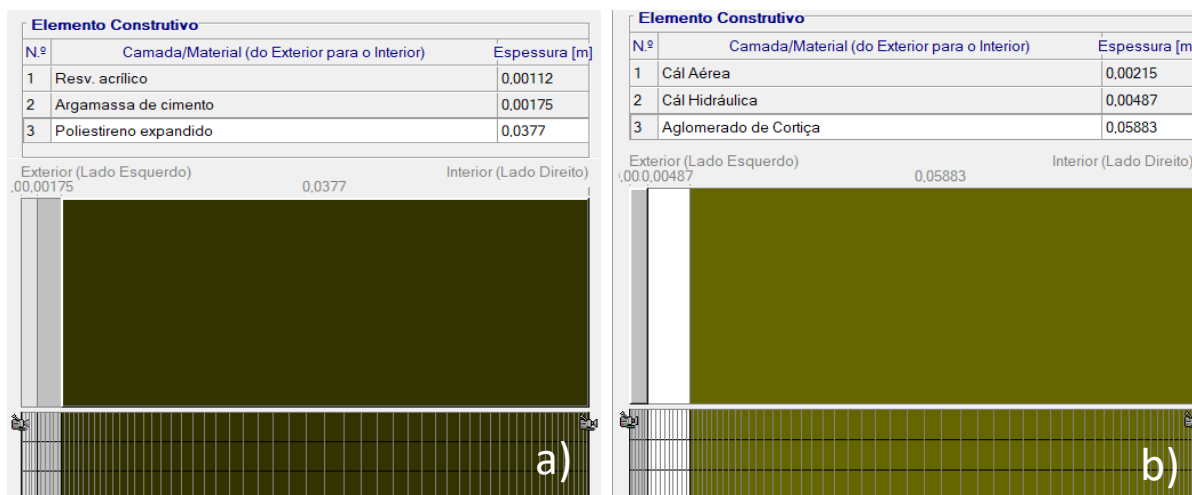 Elemento Construtivo
N.º Camada/Material (do Exterior para o Interior) Espessura [m]
1 Resv. acrílico 0,00112
2 Argamassa de cimento 0,00175
3 Poliestireno expandido 0,0377
Exterior (Lado Esquerdo) Interior (Lado Direito)
,00,00175 0,0377
a)
Elemento Construtivo
N.º Camada/Material (do Exterior para o Interior) Espessura [m
1 Cál Aérea 0,00215
2 Cál Hidráulica 0,00487
3 Aglomerado de Cortiça 0,05883
Exterior (Lado Esquerdo) Interior (Lado Direito)
,00,00487 0,05883
b)